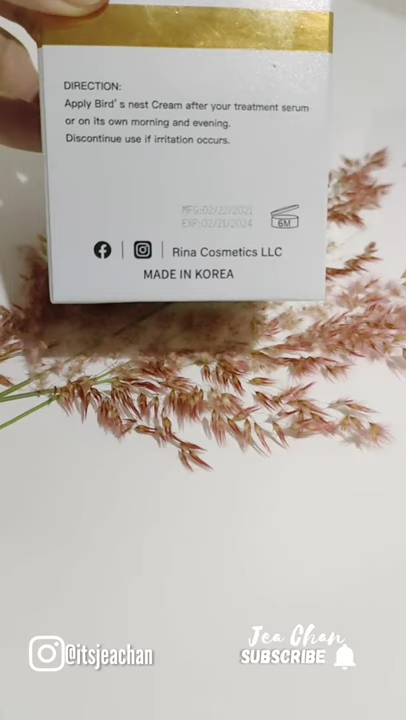 DIRECTION:
Apply Bird's nest Cream after your treatment serum
or on its own morning and evening.
Discontinue use if irritation occurs.
MFG:02/22/2021
EXP:02/21/2024
6M
Rina Cosmetics LLC
MADE IN KOREA
@itsjeachan
Jea Chan
SUBSCRIBE